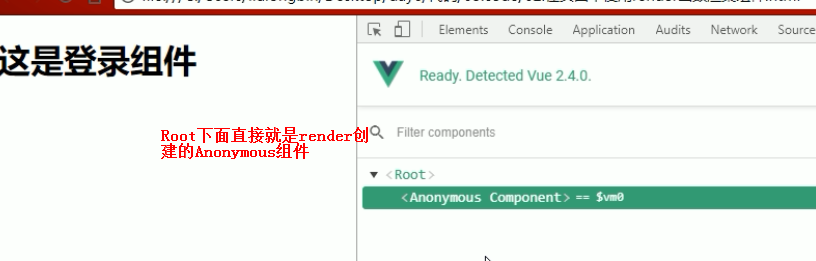 这是登录组件
Elements Console Application Audits Network Source
Ready. Detected Vue 2.4.0.
Root下面直接就是render创
建的Anonymous组件
Filter components
▼ <Root>
<Anonymous Component> == $vm0